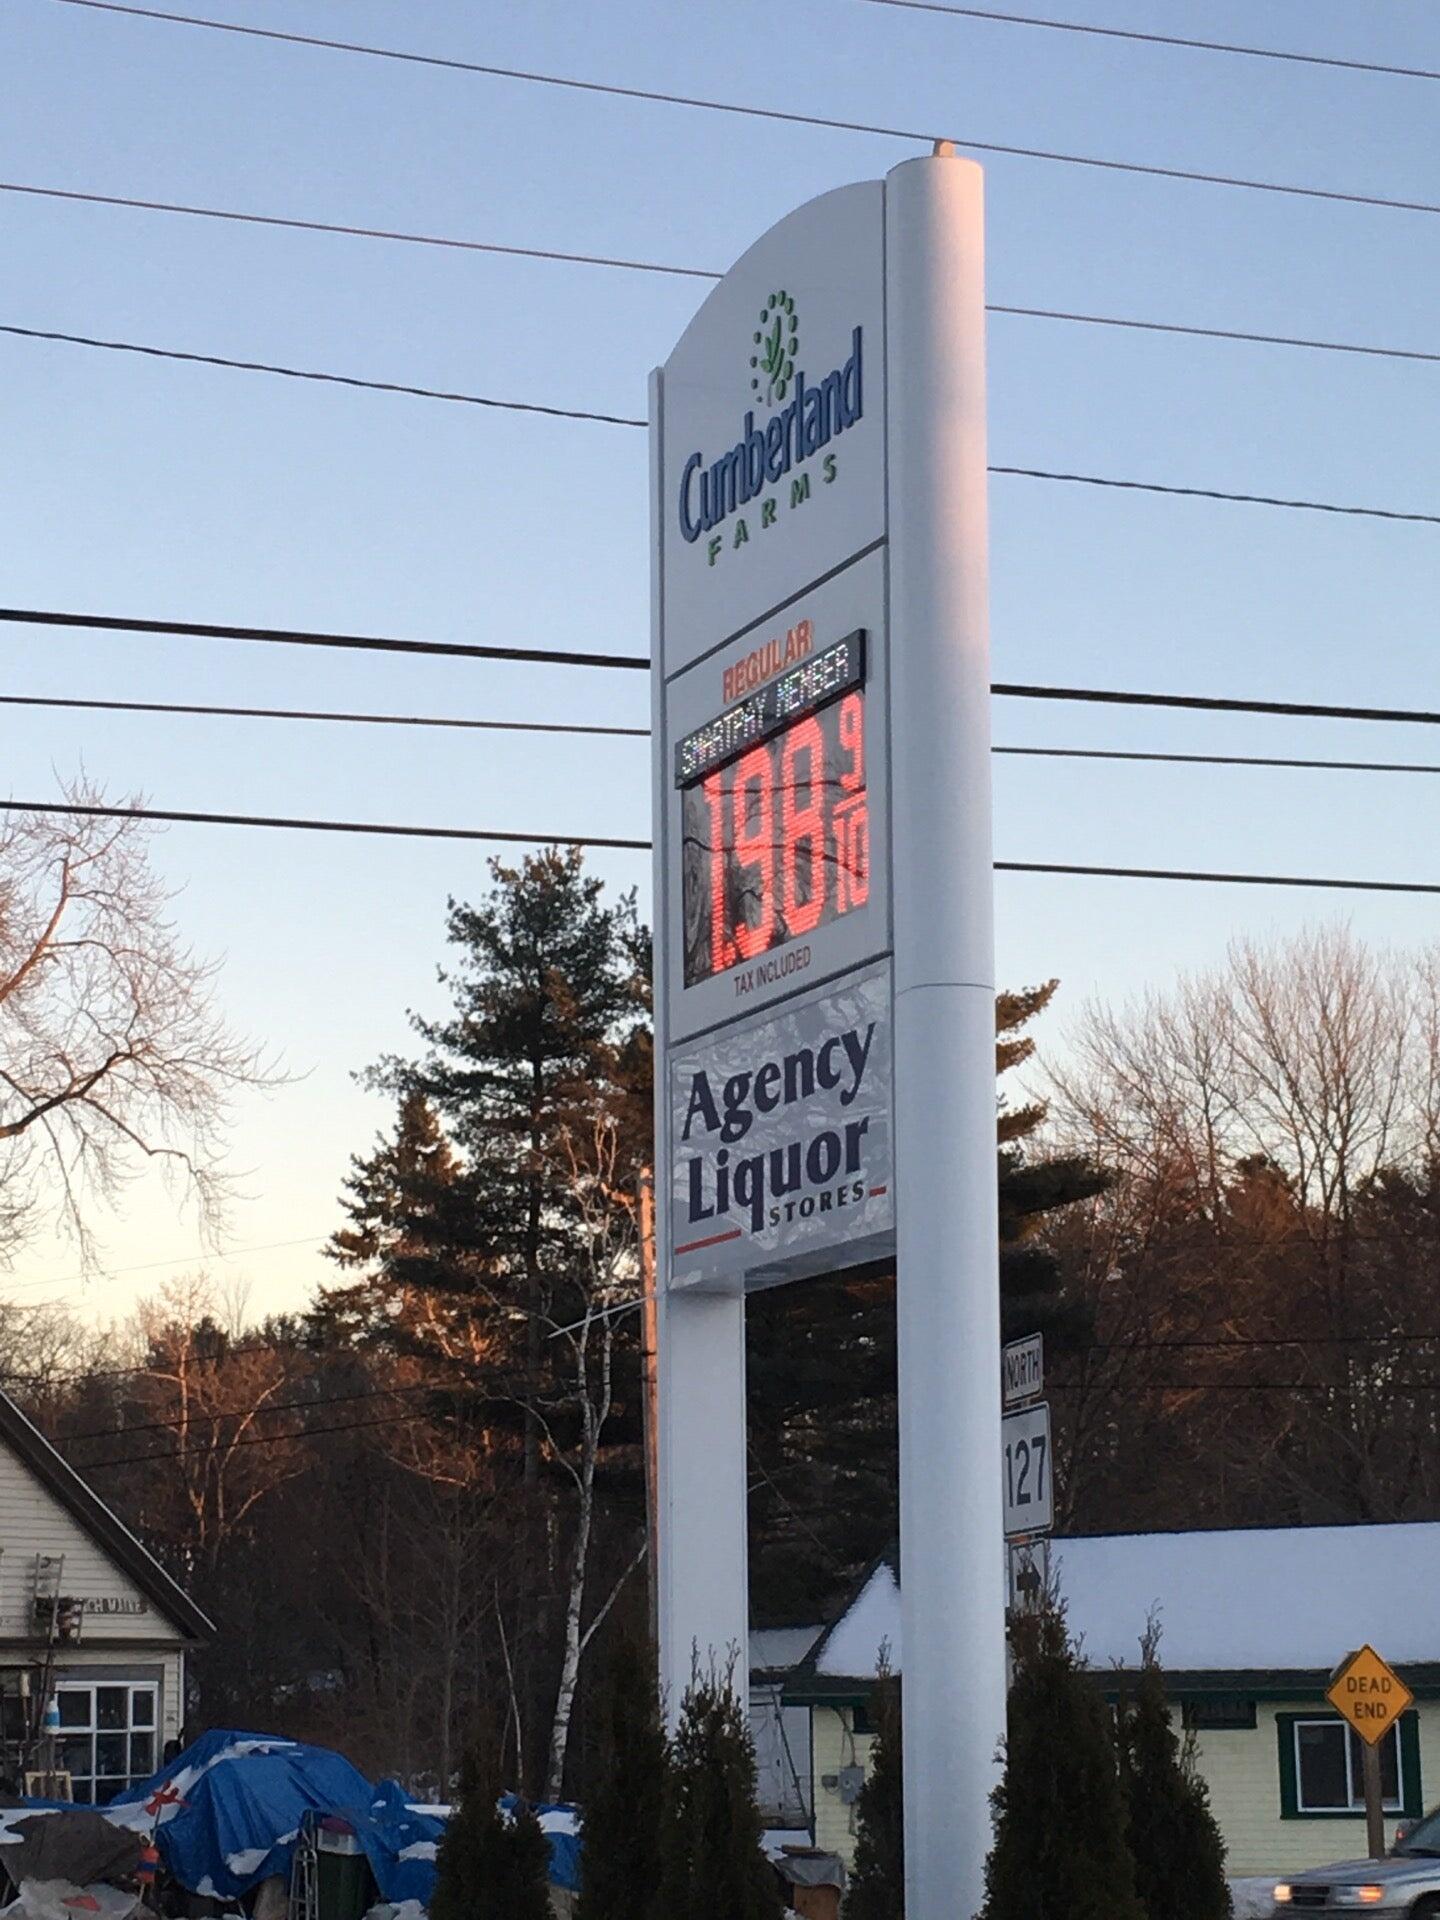 Cumberland
FARMS
REGULAR
SMARTPAY MEMBER
1.98 9/10
TAX INCLUDED
Agency
Liquor
STORES
NORTH
127
DEAD
END